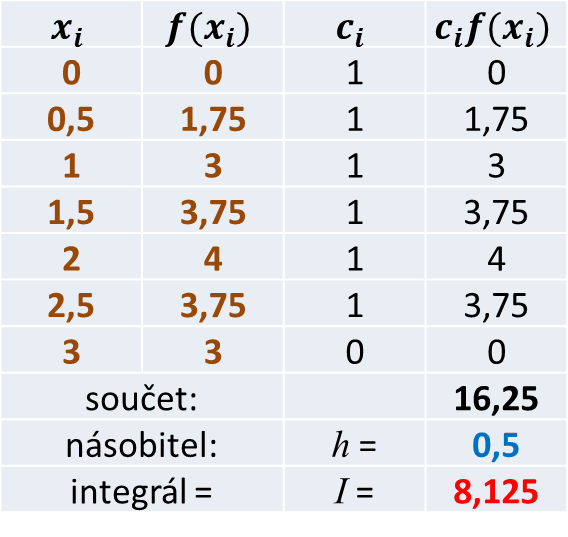 x_i f(x_i) c_i c_i f(x_i)
0 0 1 0
0,5 1,75 1 1,75
1 3 1 3
1,5 3,75 1 3,75
2 4 1 4
2,5 3,75 1 3,75
3 3 0 0
součet: 16,25
násobitel: h = 0,5
integrál = I = 8,125